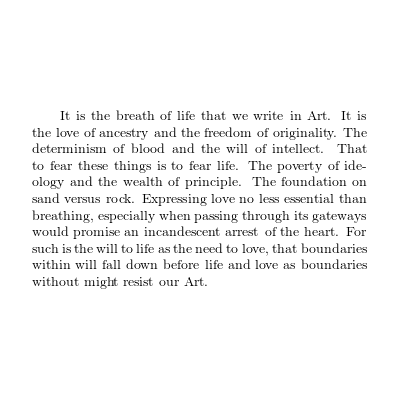 It is the breath of life that we write in Art. It is
the love of ancestry and the freedom of originality. The
determinism of blood and the will of intellect. That
to fear these things is to fear life. The poverty of ide-
ology and the wealth of principle. The foundation on
sand versus rock. Expressing love no less essential than
breathing, especially when passing through its gateways
would promise an incandescent arrest of the heart. For
such is the will to life as the need to love, that boundaries
within will fall down before life and love as boundaries
without might resist our Art.